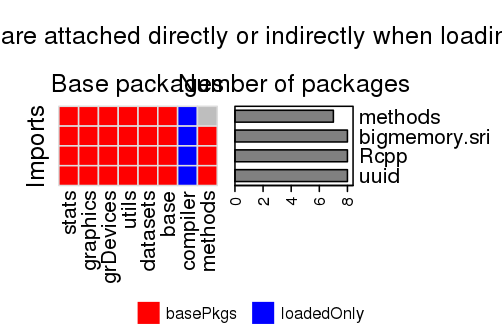 are attached directly or indirectly when loadin
Base packages
Number of packages
Imports
methods
bigmemory.sri
Rcpp
uuid
0 2 4 6 8
stats
graphics
grDevices
utils
datasets
base
compiler
methods
basePkgs loadedOnly